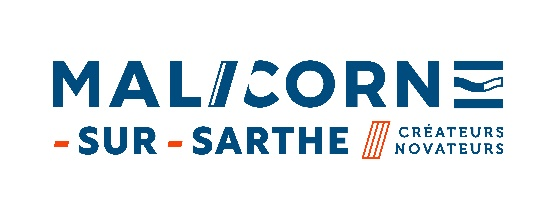 MALICORNE
-SUR-SARTHE
CRÉATEURS
NOVATEURS